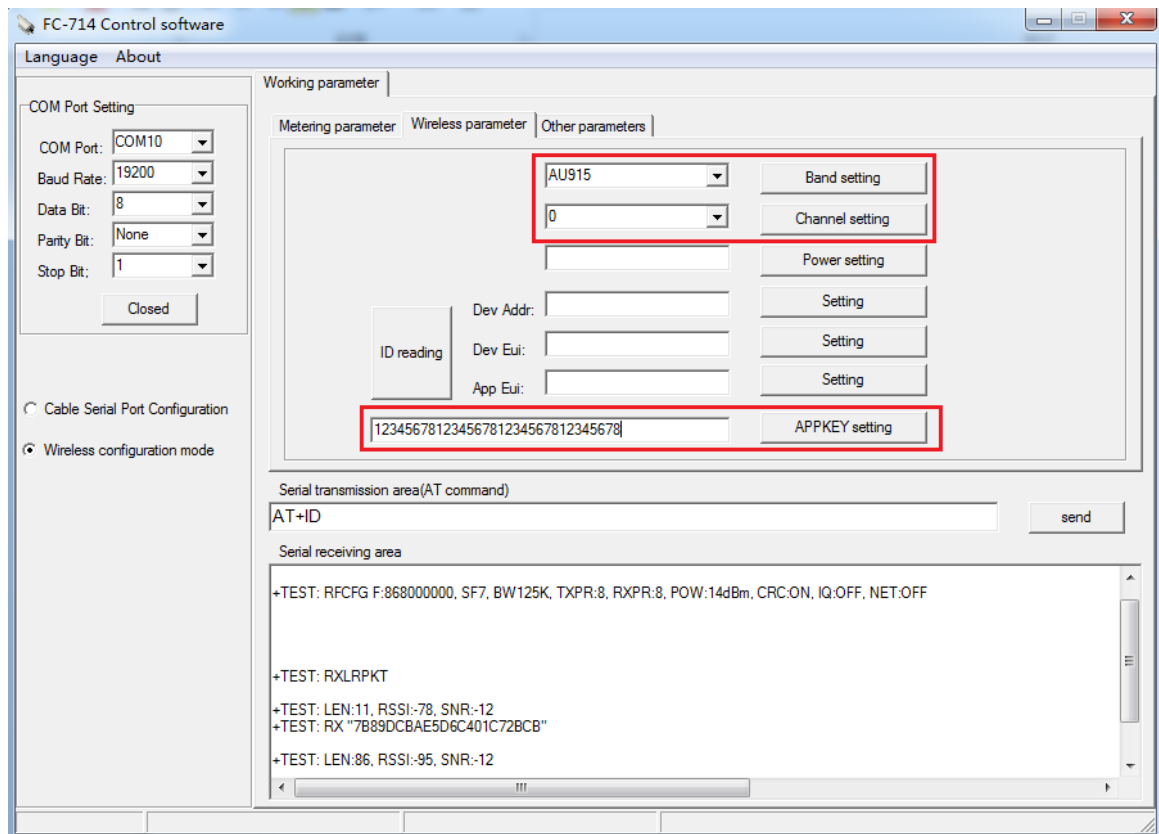 FC-714 Control software
Language About
COM Port Setting
COM Port: COM10
Baud Rate: 19200
Data Bit: 8
Parity Bit: None
Stop Bit; 1
Closed
Cable Serial Port Configuration
Wireless configuration mode
Working parameter
Metering parameter Wireless parameter Other parameters
AU915 Band setting
0 Channel setting
Power setting
ID reading
Dev Addr: Setting
Dev Eui: Setting
App Eui: Setting
12345678123456781234567812345678 APPKEY setting
Serial transmission area(AT command)
AT+ID send
Serial receiving area
+TEST: RFCFG F:868000000, SF7, BW125K, TXPR:8, RXPR:8, POW:14dBm, CRC:ON, IQ:OFF, NET:OFF
+TEST: RXLRPKT
+TEST: LEN:11, RSSI:-78, SNR:-12
+TEST: RX "7B89DCBAE5D6C401C72BCB"
+TEST: LEN:86, RSSI:-95, SNR:-12